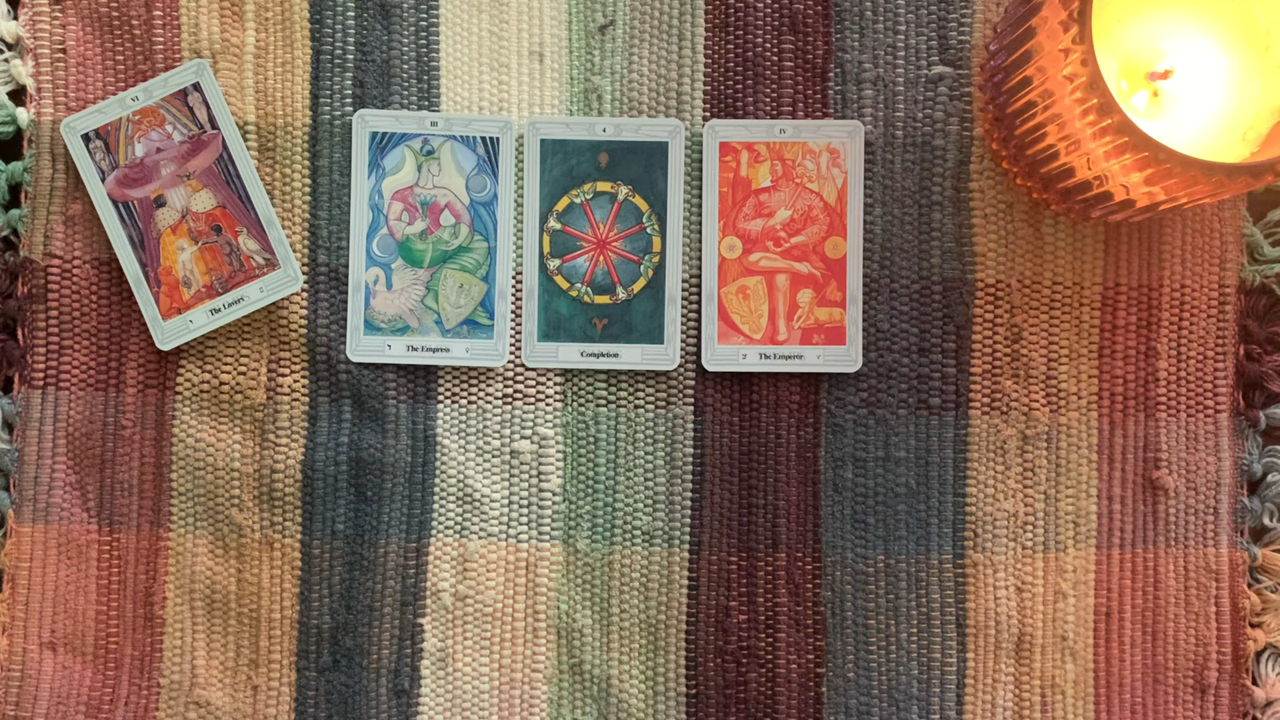 VI
The Lovers
III
The Empress
4
Completion
IV
The Emperor